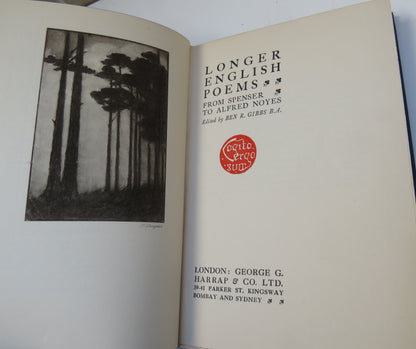 LONGER
ENGLISH
POEMS
FROM SPENSER
TO ALFRED NOYES
Edited by BEN R. GIBBS B.A.
Cogito
ergo
sum
LONDON: GEORGE G.
HARRAP & CO. LTD.
39-41 PARKER ST. KINGSWAY
BOMBAY AND SYDNEY